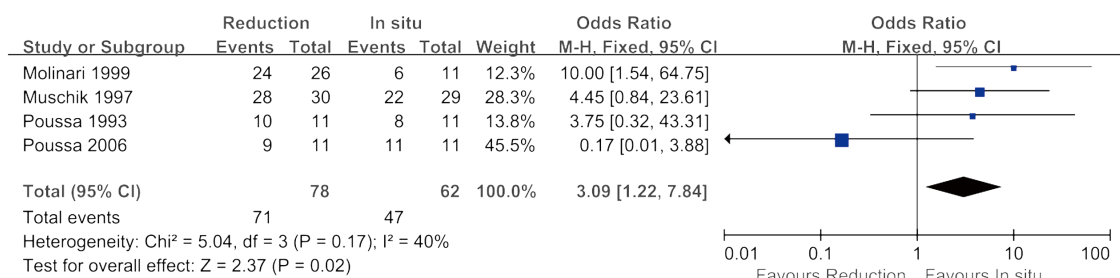 Reduction In situ Odds Ratio Odds Ratio
Study or Subgroup Events Total Events Total Weight M-H, Fixed, 95% CI M-H, Fixed, 95% CI
Molinari 1999 24 26 6 11 12.3% 10.00 [1.54, 64.75]
Muschik 1997 28 30 22 29 28.3% 4.45 [0.84, 23.61]
Poussa 1993 10 11 8 11 13.8% 3.75 [0.32, 43.31]
Poussa 2006 9 11 11 11 45.5% 0.17 [0.01, 3.88]
Total (95% CI) 78 62 100.0% 3.09 [1.22, 7.84]
Total events 71 47
Heterogeneity: Chi² = 5.04, df = 3 (P = 0.17); I² = 40%
Test for overall effect: Z = 2.37 (P = 0.02)
0.01 0.1 1 10 100
Favours Reduction Favours In situ